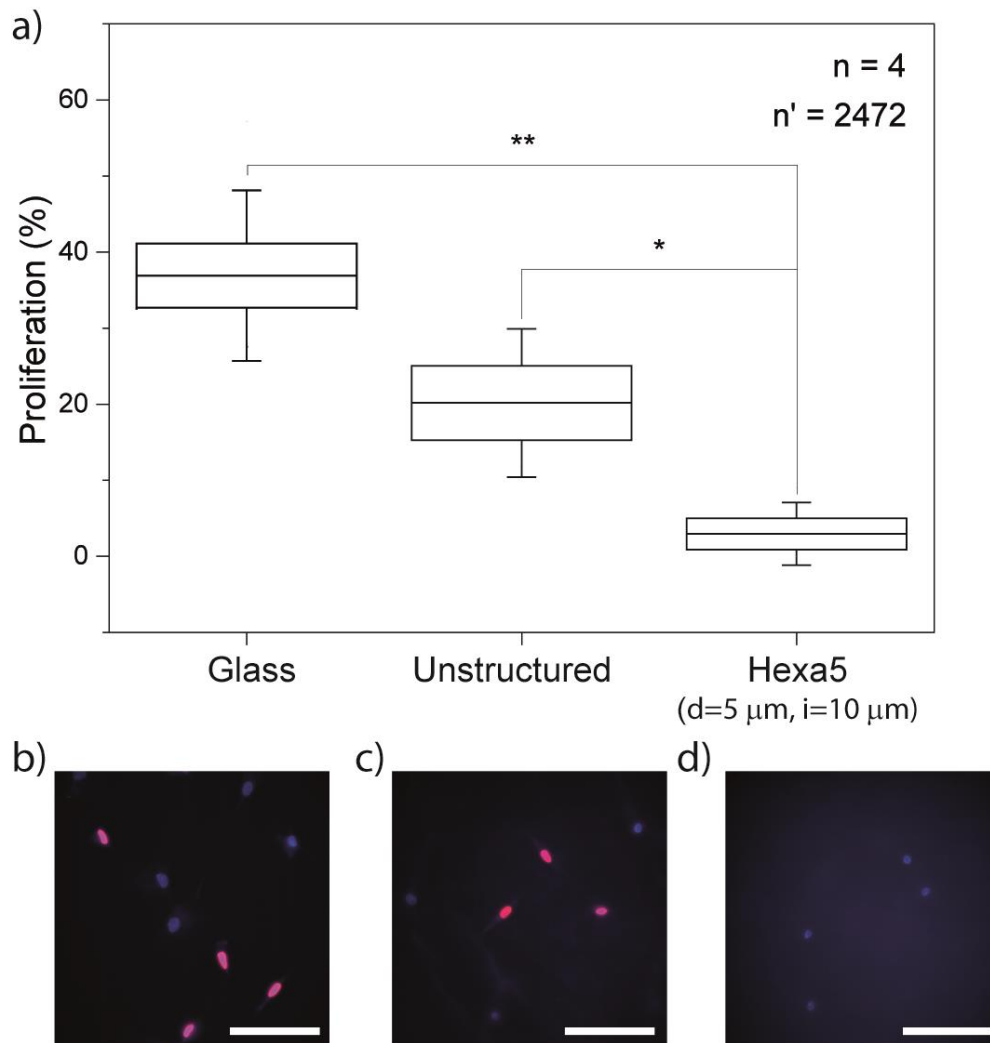 a)
n = 4
n' = 2472
**
*
60
40
20
0
Proliferation (%)
Glass
Unstructured
Hexa5
(d=5 μm, i=10 μm)
b)
c)
d)